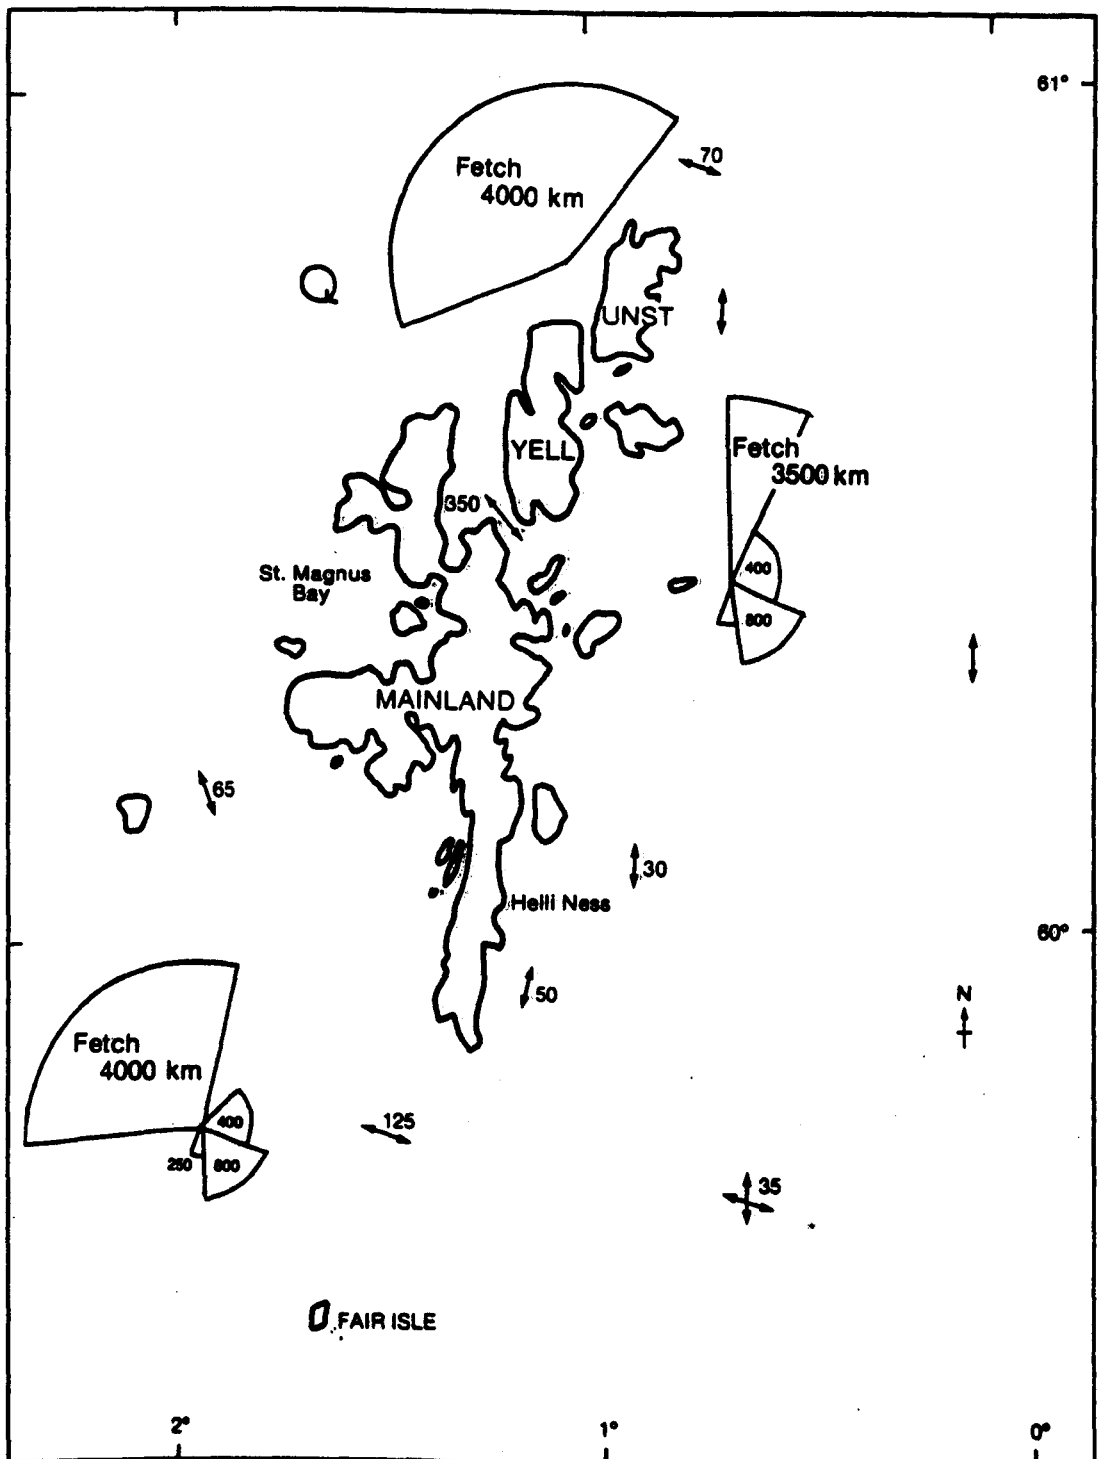 61°
Fetch
4000 km
70
Q
UNST
YELL
Fetch
3500 km
350
400
St. Magnus
Bay
800
MAINLAND
65
30
Helli Ness
60°
50
N
Fetch
4000 km
400
125
250
800
35
FAIR ISLE
2°
1°
0°